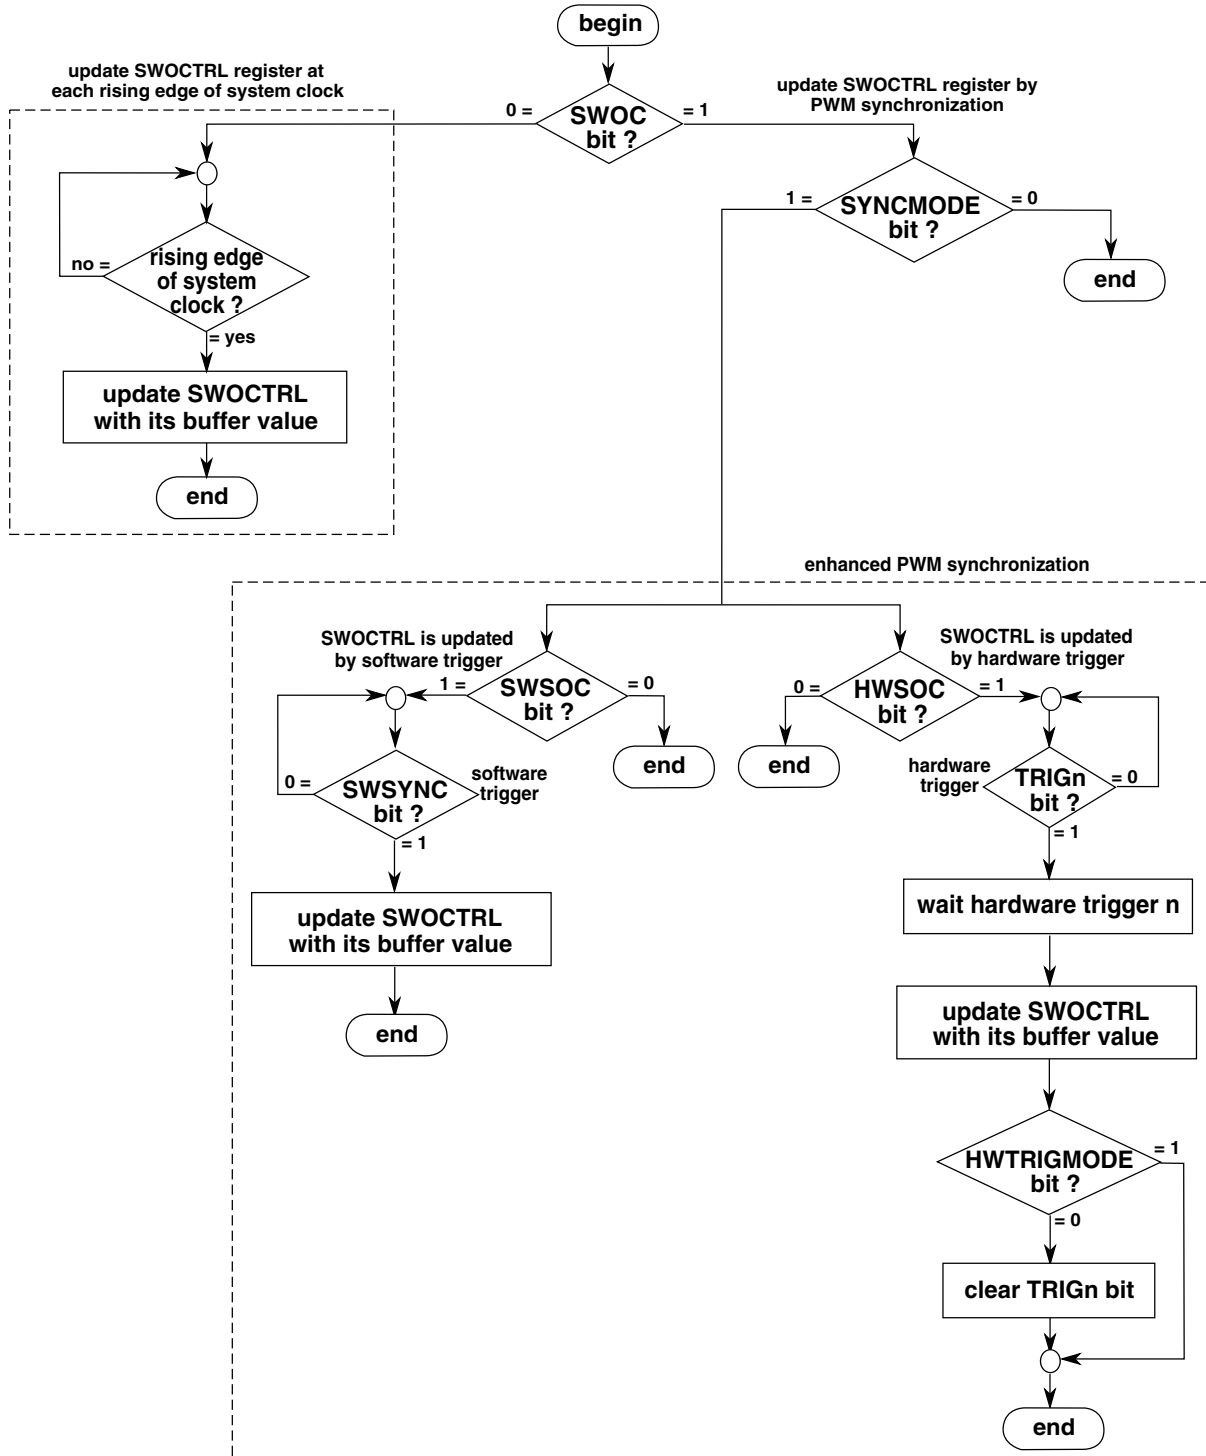 begin
update SWOCTRL register at
each rising edge of system clock
update SWOCTRL register by
PWM synchronization
0 =
SWOC
bit ?
= 1
1 =
SYNCMODE
bit ?
= 0
end
no =
rising edge
of system
clock ?
= yes
update SWOCTRL
with its buffer value
end
enhanced PWM synchronization
SWOCTRL is updated
by software trigger
1 =
SWSOC
bit ?
=0
end
0 =
SWSYNC
bit ?
software
trigger
= 1
update SWOCTRL
with its buffer value
end
SWOCTRL is updated
by hardware trigger
0 =
HWSOC
bit ?
= 1
end
hardware
trigger
TRIGn
bit ?
= 0
= 1
wait hardware trigger n
update SWOCTRL
with its buffer value
HWTRIGMODE
bit ?
= 1
= 0
clear TRIGn bit
end